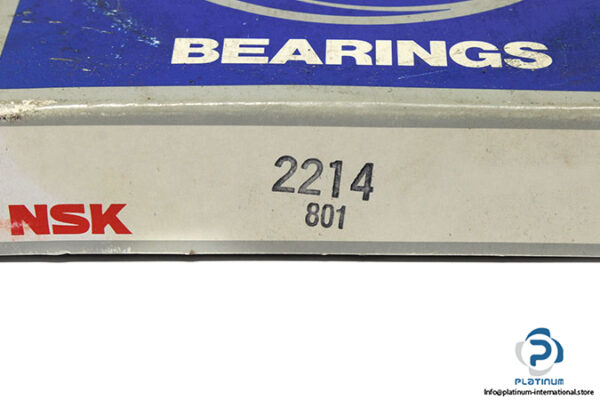 BEARINGS
2214
801
NSK
PLATINUM
Info@platinum-international.store